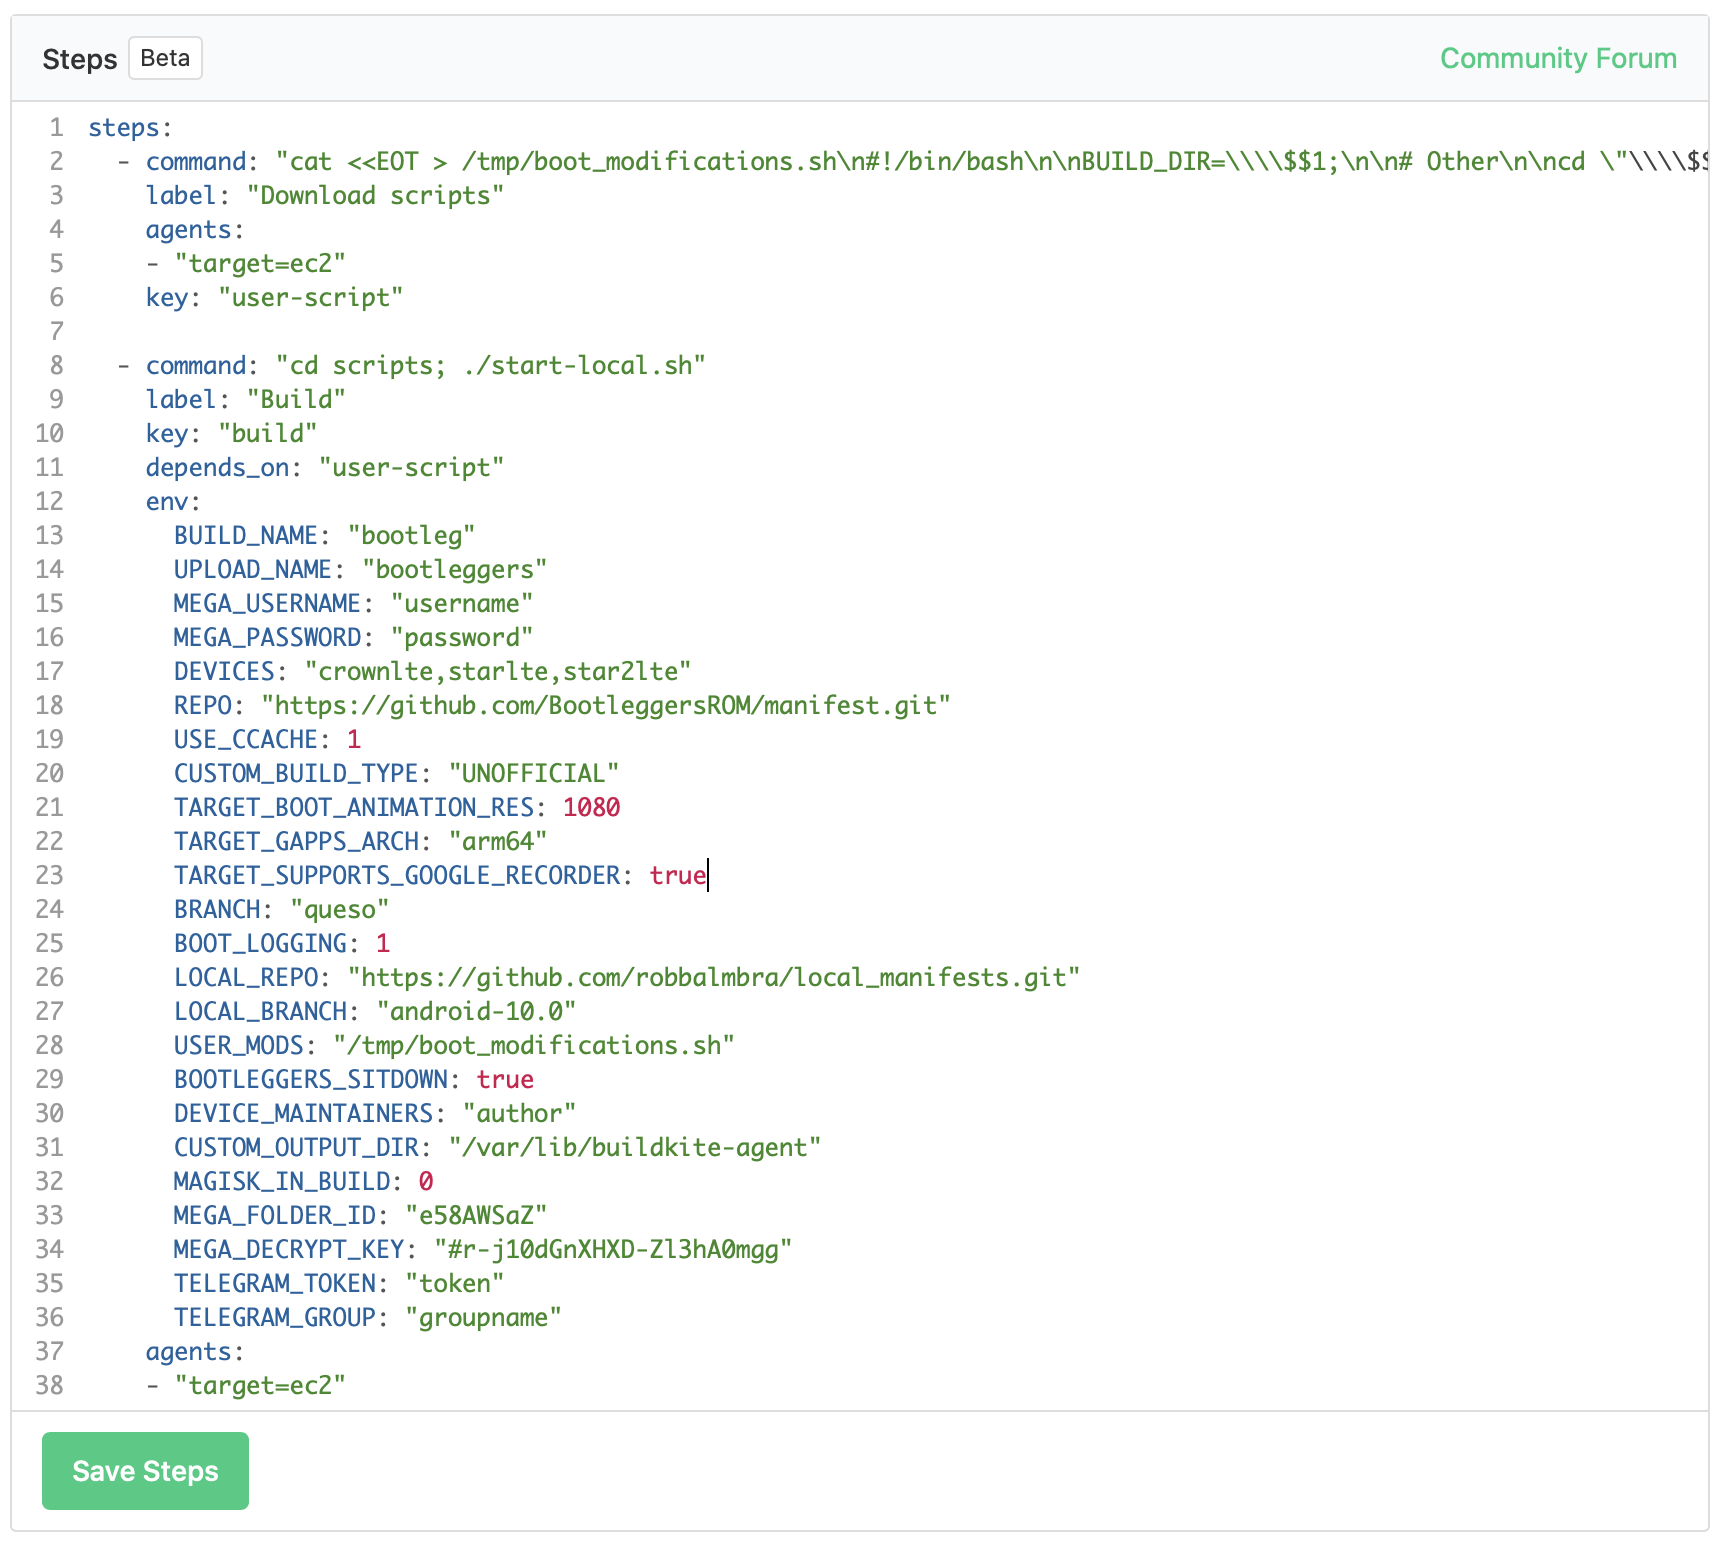 Steps Beta Community Forum
1 steps:
2   - command: "cat <<EOT > /tmp/boot_modifications.sh\n#!/bin/bash\n\nBUILD_DIR=\\\\$$1;\n\n# Other\n\ncd \"\\\\$
3     label: "Download scripts"
4     agents:
5     - "target=ec2"
6     key: "user-script"
7
8   - command: "cd scripts; ./start-local.sh"
9     label: "Build"
10     key: "build"
11     depends_on: "user-script"
12     env:
13       BUILD_NAME: "bootleg"
14       UPLOAD_NAME: "bootleggers"
15       MEGA_USERNAME: "username"
16       MEGA_PASSWORD: "password"
17       DEVICES: "crownlte,starlte,star2lte"
18       REPO: "https://github.com/BootleggersROM/manifest.git"
19       USE_CCACHE: 1
20       CUSTOM_BUILD_TYPE: "UNOFFICIAL"
21       TARGET_BOOT_ANIMATION_RES: 1080
22       TARGET_GAPPS_ARCH: "arm64"
23       TARGET_SUPPORTS_GOOGLE_RECORDER: true
24       BRANCH: "queso"
25       BOOT_LOGGING: 1
26       LOCAL_REPO: "https://github.com/robbalmbra/local_manifests.git"
27       LOCAL_BRANCH: "android-10.0"
28       USER_MODS: "/tmp/boot_modifications.sh"
29       BOOTLEGGERS_SITDOWN: true
30       DEVICE_MAINTAINERS: "author"
31       CUSTOM_OUTPUT_DIR: "/var/lib/buildkite-agent"
32       MAGISK_IN_BUILD: 0
33       MEGA_FOLDER_ID: "e58AWSaZ"
34       MEGA_DECRYPT_KEY: "#r-j10dGnXHXD-Zl3hA0mgg"
35       TELEGRAM_TOKEN: "token"
36       TELEGRAM_GROUP: "groupname"
37     agents:
38     - "target=ec2"
Save Steps